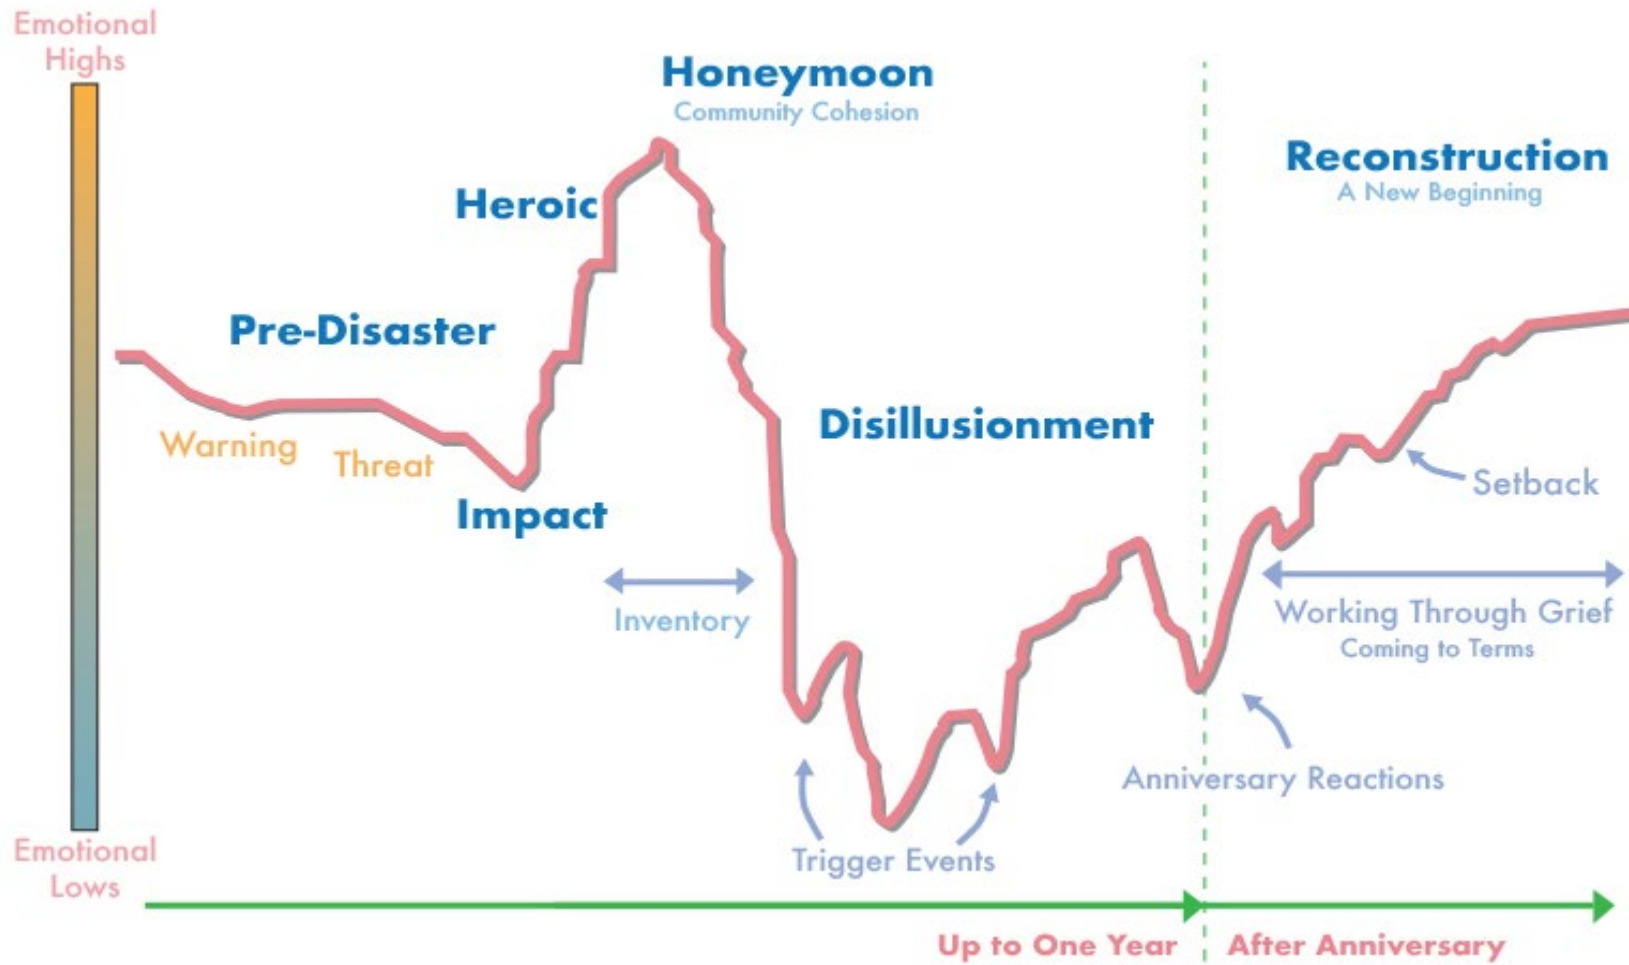 Emotional
Highs
Honeymoon
Community Cohesion
Reconstruction
A New Beginning
Heroic
Pre-Disaster
Disillusionment
Warning
Threat
Impact
Setback
Inventory
Working Through Grief
Coming to Terms
Anniversary Reactions
Trigger Events
Emotional
Lows
Up to One Year
After Anniversary